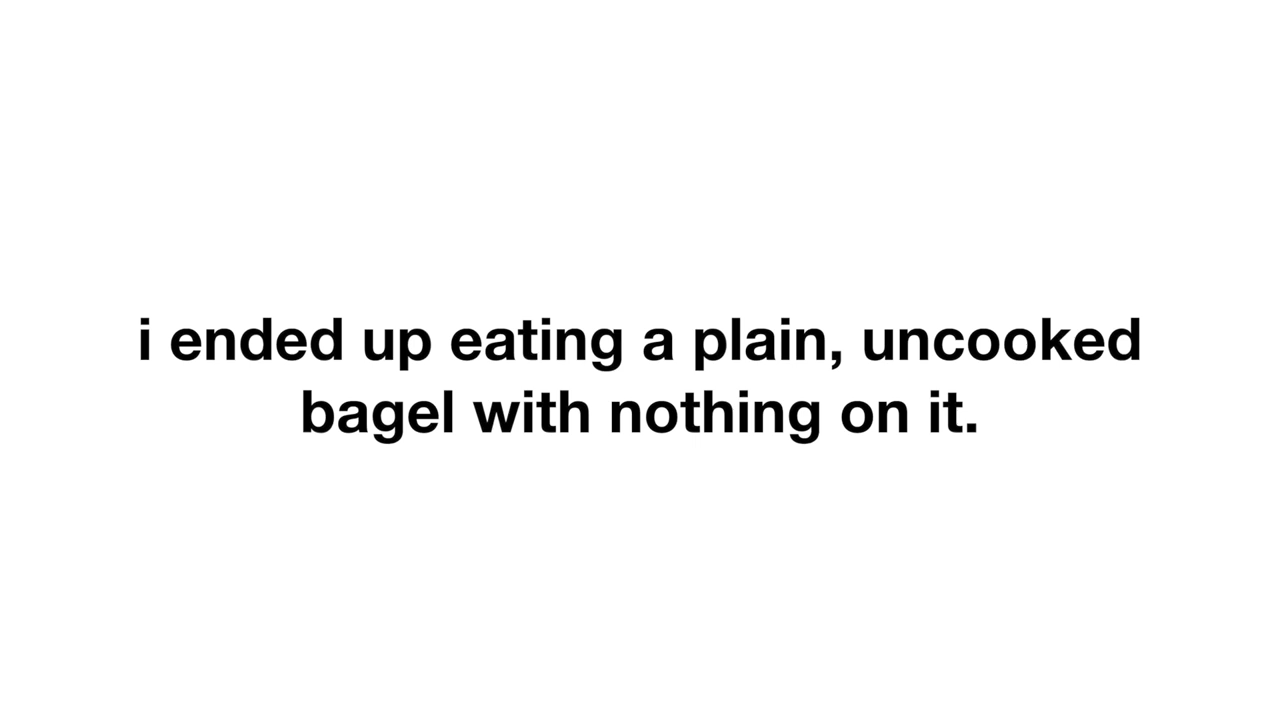 i ended up eating a plain, uncooked
bagel with nothing on it.